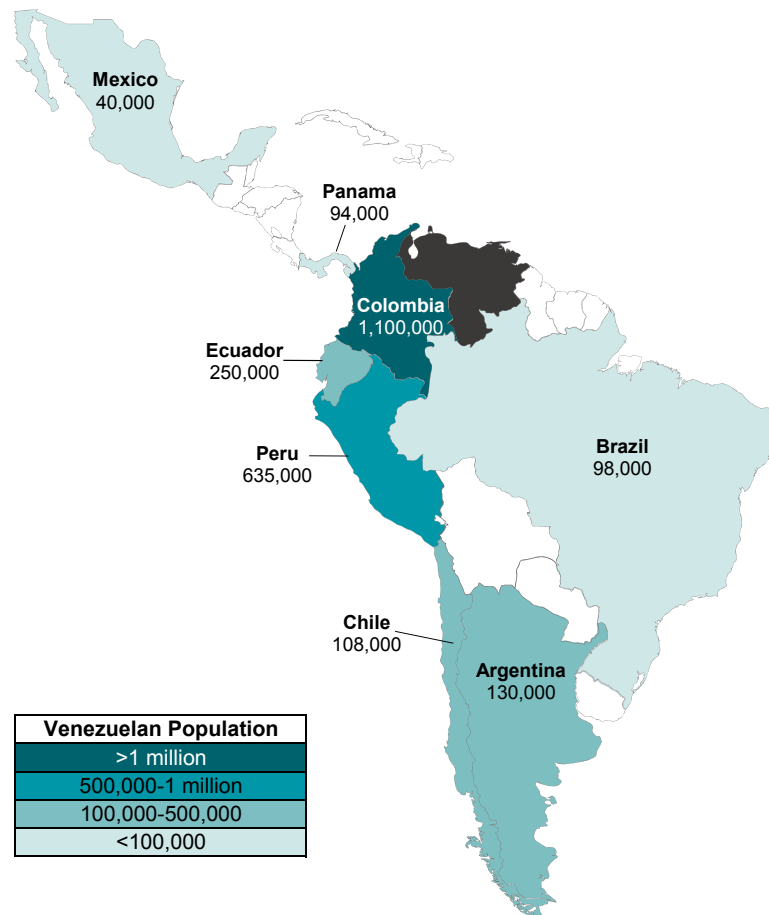 Mexico
40,000
Panama
94,000
Colombia
1,100,000
Ecuador
250,000
Peru
635,000
Brazil
98,000
Chile
108,000
Argentina
130,000
Venezuelan Population
>1 million
500,000-1 million
100,000-500,000
<100,000